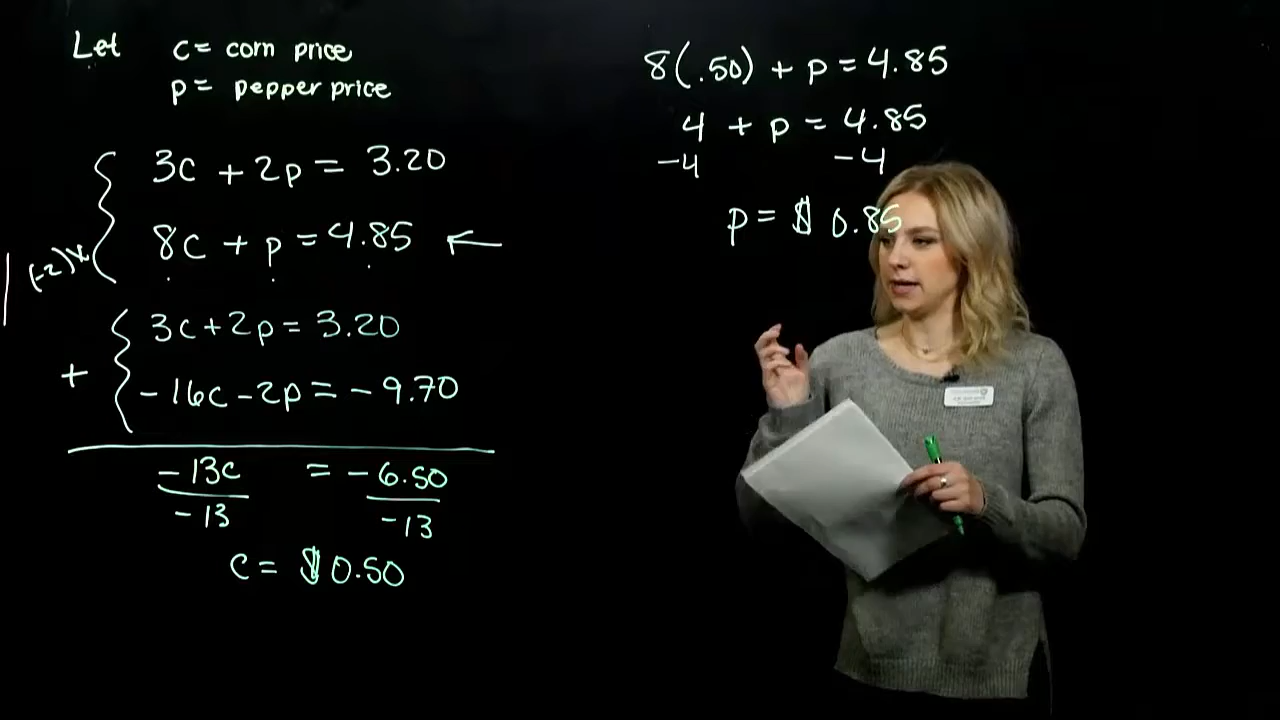 Let c = corn price
p = pepper price
3c + 2p = 3.20
8c + p = 4.85 ←
(-2)x
3c + 2p = 3.20
+
-16c - 2p = -9.70
-13c = -6.50
-13 -13
c = $0.50
8(.50) + p = 4.85
4 + p = 4.85
-4 -4
p = $0.85